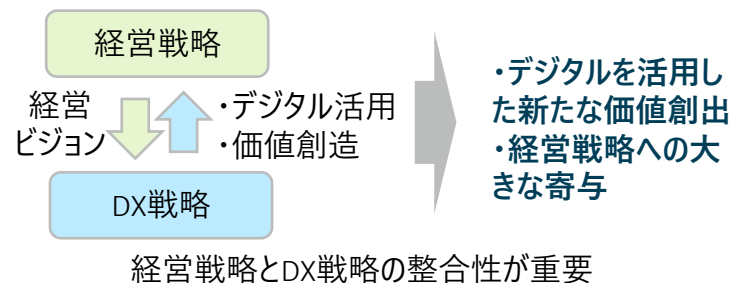 経営戦略
経営
ビジョン
・デジタル活用
・価値創造
DX戦略
・デジタルを活用し
た新たな価値創出
・経営戦略への大
きな寄与
経営戦略とDX戦略の整合性が重要